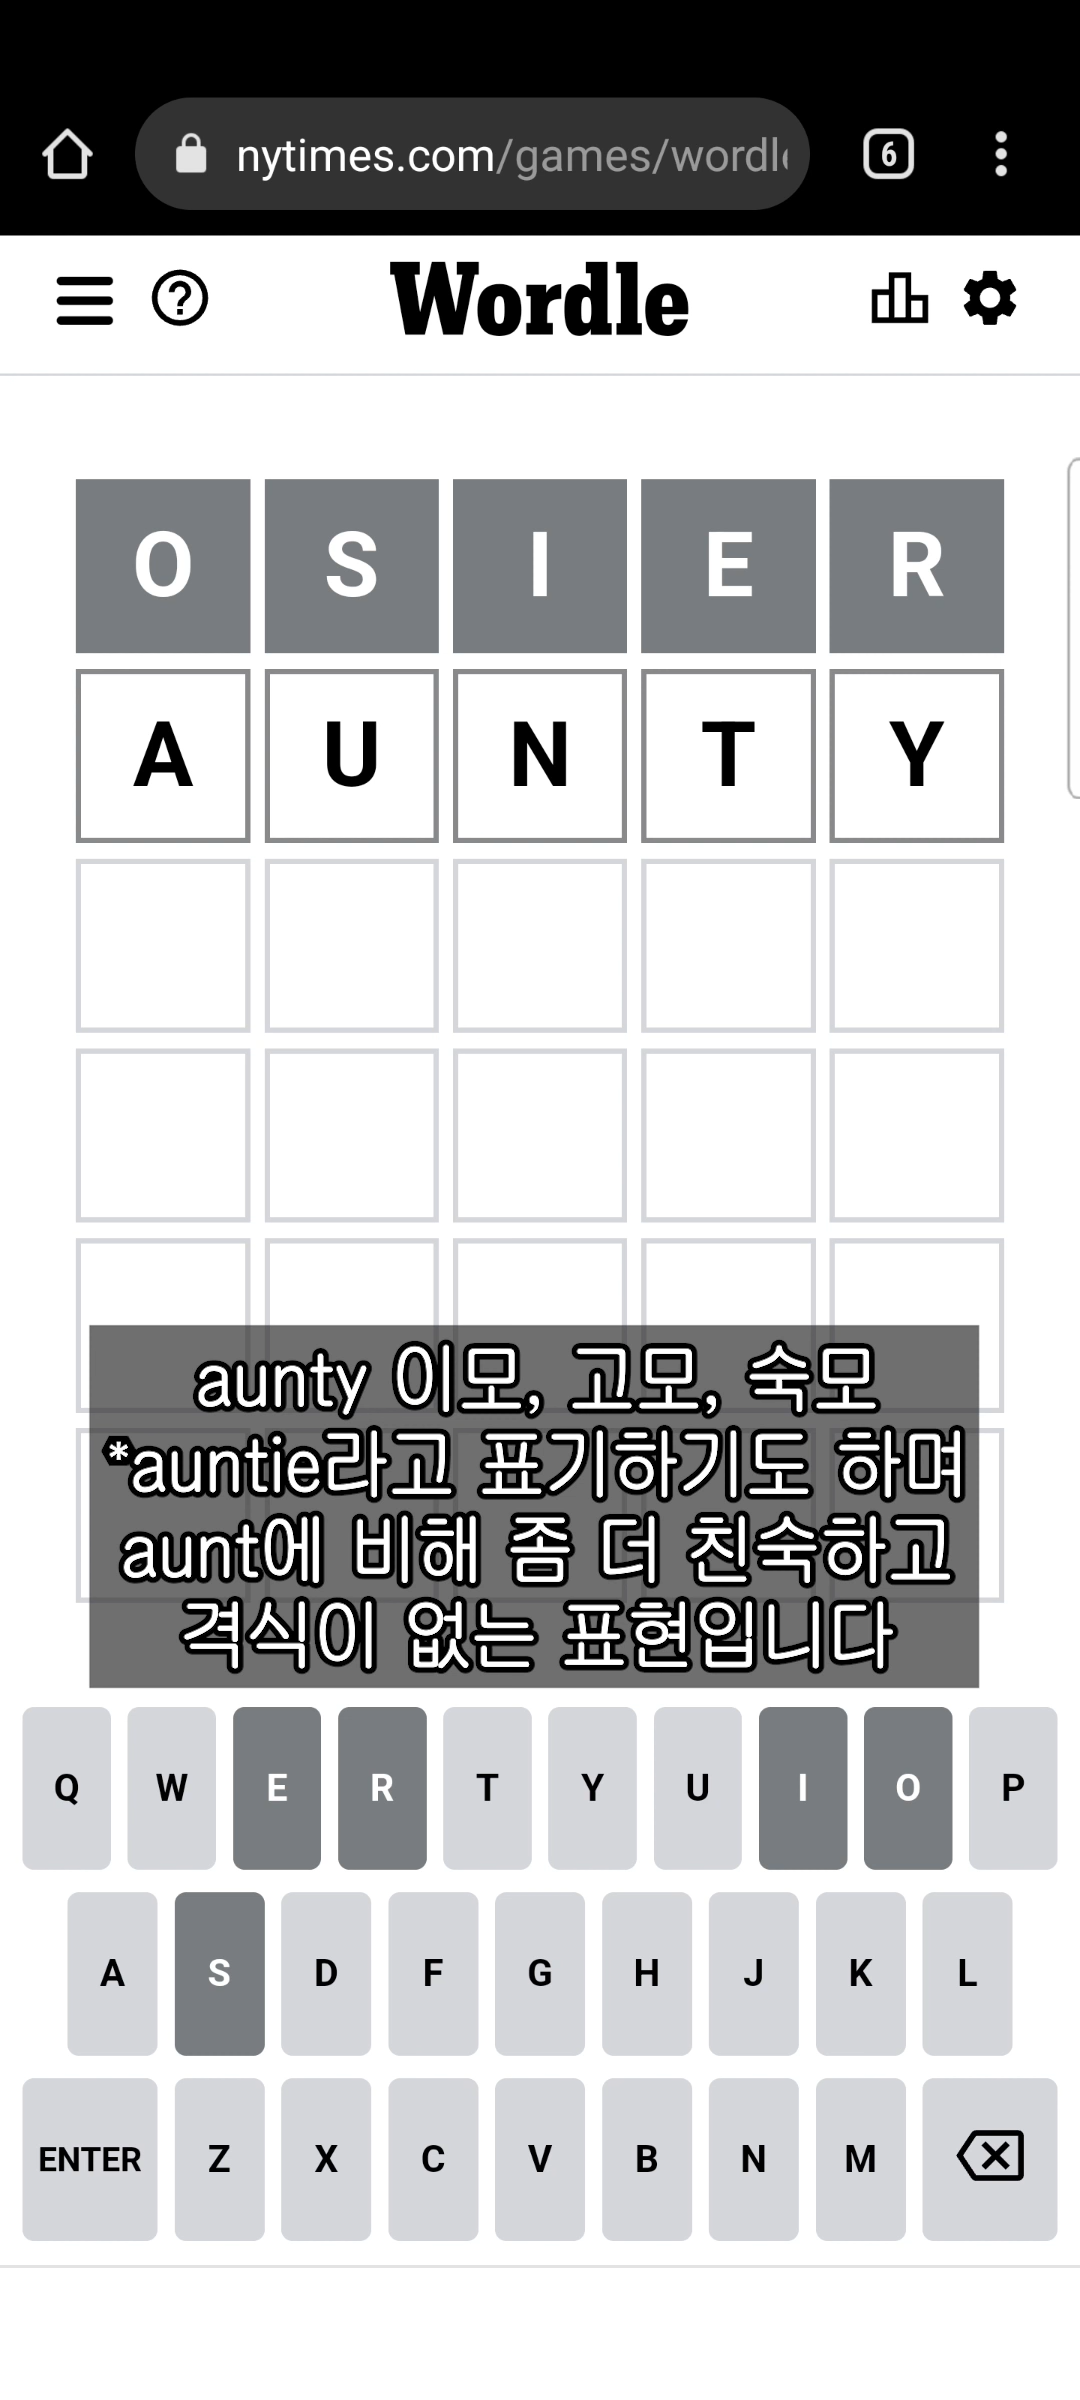 6
nytimes.com/games/wordl
Wordle
O S I E R
A U N T Y
aunty 이모, 고모, 숙모
*auntie라고 표기하기도 하며
aunt에 비해 좀 더 친숙하고
격식이 없는 표현입니다
Q W E R T Y U I O P
A S D F G H J K L
ENTER Z X C V B N M